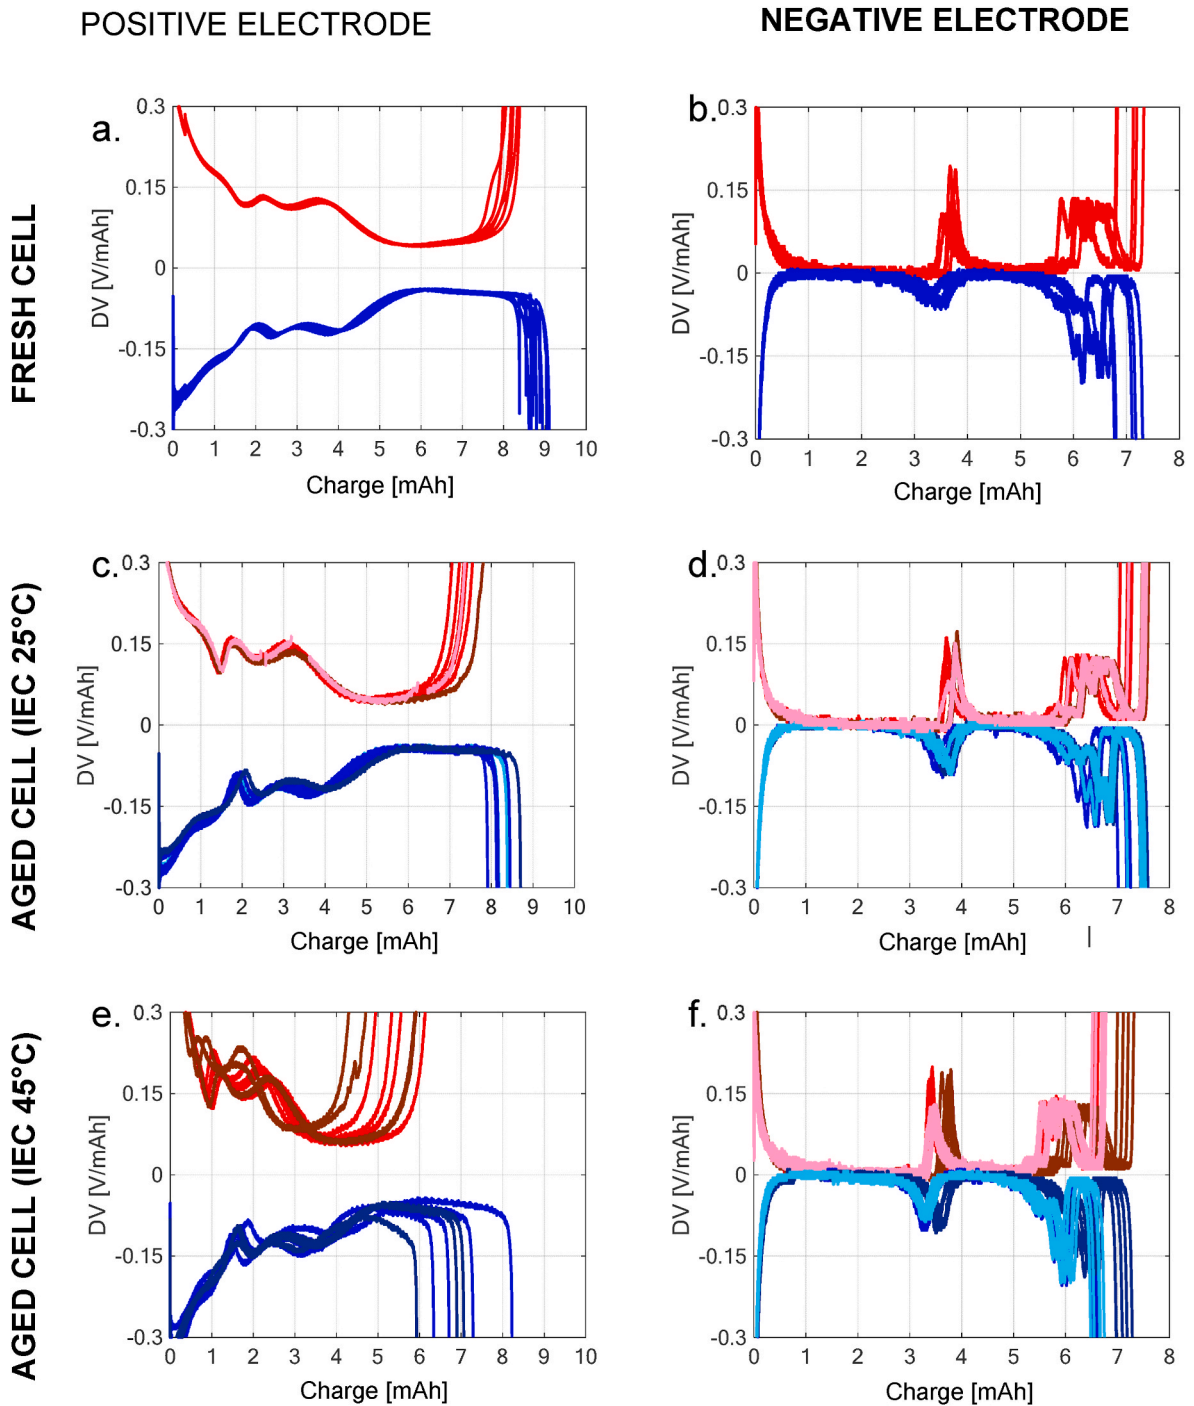 POSITIVE ELECTRODE
NEGATIVE ELECTRODE
FRESH CELL
a.
0.3
0.15
0
-0.15
-0.3
DV [V/mAh]
0 1 2 3 4 5 6 7 8 9 10
Charge [mAh]
b.
0.3
0.15
0
-0.15
-0.3
DV [V/mAh]
0 1 2 3 4 5 6 7 8
Charge [mAh]
AGED CELL (IEC 25°C)
c.
0.3
0.15
0
-0.15
-0.3
DV [V/mAh]
0 1 2 3 4 5 6 7 8 9 10
Charge [mAh]
d.
0.3
0.15
0
-0.15
-0.3
DV [V/mAh]
0 1 2 3 4 5 6 7 8
Charge [mAh]
|
AGED CELL (IEC 45°C)
e.
0.3
0.15
0
-0.15
-0.3
DV [V/mAh]
0 1 2 3 4 5 6 7 8 9 10
Charge [mAh]
f.
0.3
0.15
0
-0.15
-0.3
DV [V/mAh]
0 1 2 3 4 5 6 7 8
Charge [mAh]